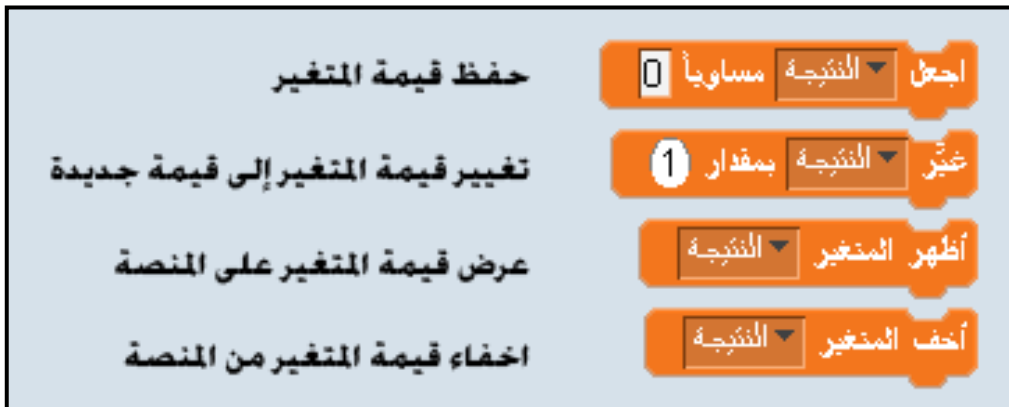 اجعل النتيجة مساوياً 0 حفظ قيمة المتغير
غيّر النتيجة بمقدار 1 تغيير قيمة المتغير إلى قيمة جديدة
أظهر المتغير النتيجة عرض قيمة المتغير على المنصة
أخف المتغير النتيجة اخفاء قيمة المتغير من المنصة